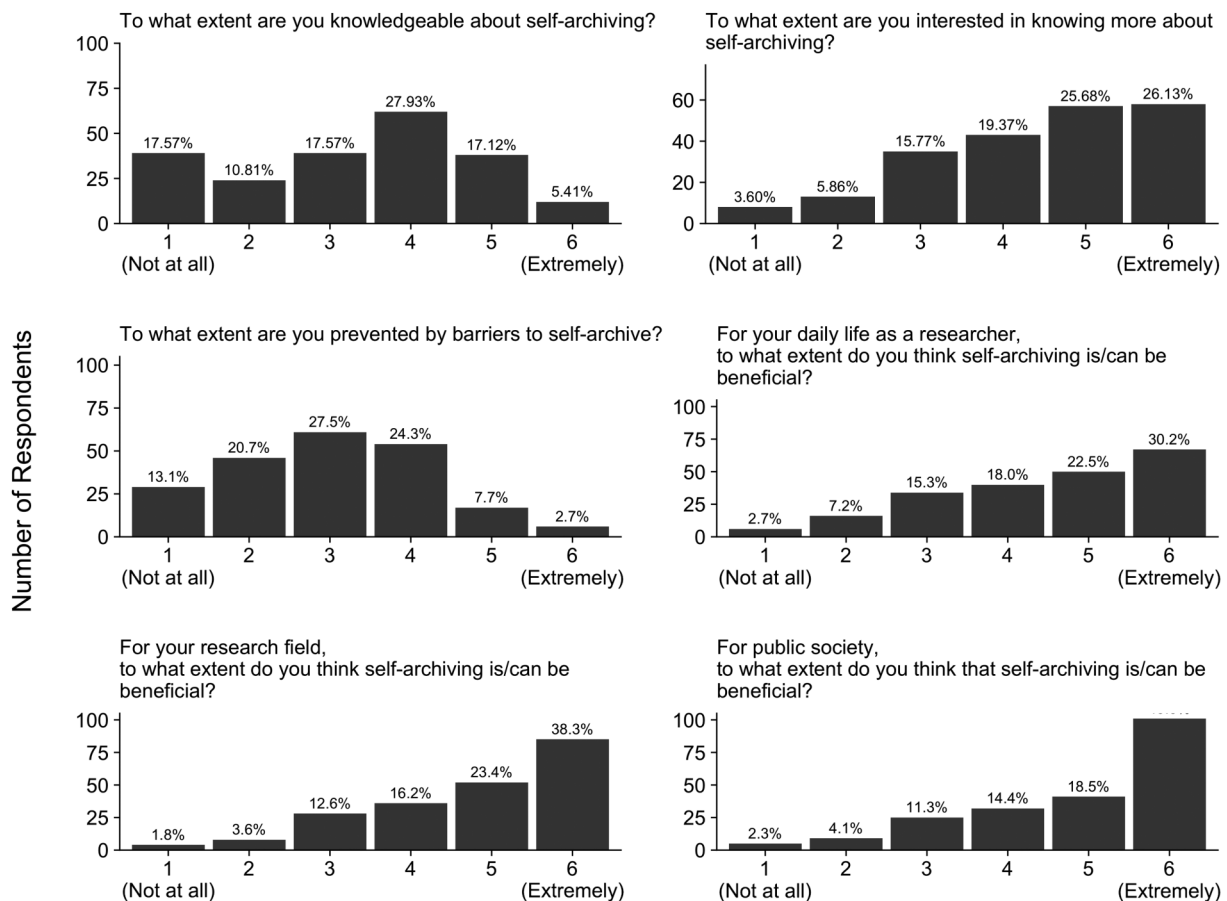 Number of Respondents
To what extent are you knowledgeable about self-archiving?
100
75
50
25
0
17.57%
10.81%
17.57%
27.93%
17.12%
5.41%
1 2 3 4 5 6
(Not at all) (Extremely)
To what extent are you interested in knowing more about
self-archiving?
60
40
20
0
3.60%
5.86%
15.77%
19.37%
25.68%
26.13%
1 2 3 4 5 6
(Not at all) (Extremely)
To what extent are you prevented by barriers to self-archive?
100
75
50
25
0
13.1%
20.7%
27.5%
24.3%
7.7%
2.7%
1 2 3 4 5 6
(Not at all) (Extremely)
For your daily life as a researcher,
to what extent do you think self-archiving is/can be
beneficial?
100
75
50
25
0
2.7%
7.2%
15.3%
18.0%
22.5%
30.2%
1 2 3 4 5 6
(Not at all) (Extremely)
For your research field,
to what extent do you think self-archiving is/can be
beneficial?
100
75
50
25
0
1.8%
3.6%
12.6%
16.2%
23.4%
38.3%
1 2 3 4 5 6
(Not at all) (Extremely)
For public society,
to what extent do you think that self-archiving is/can be
beneficial?
100
75
50
25
0
2.3%
4.1%
11.3%
14.4%
18.5%
1 2 3 4 5 6
(Not at all) (Extremely)